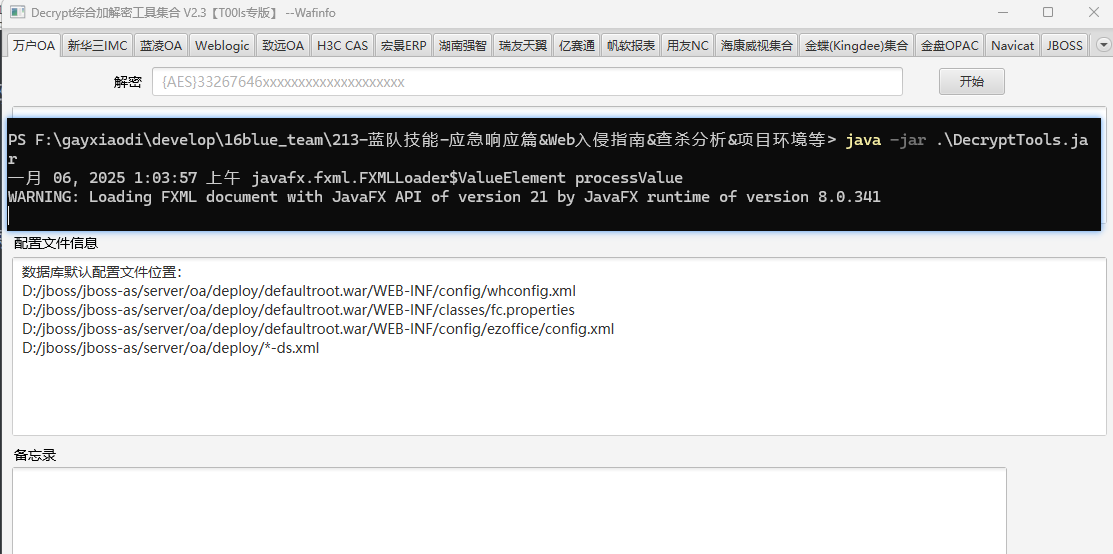 Decrypt综合加解密工具集合 V2.3【T00ls专版】 --Wafinfo
万户OA 新华三IMC 蓝凌OA Weblogic 致远OA H3C CAS 宏景ERP 湖南强智 瑞友天翼 亿赛通 帆软报表 用友NC 海康威视集合 金蝶(Kingdee)集合 金盘OPAC Navicat JBOSS
解密 {AES}33267646xxxxxxxxxxxxxxxxxxxx 开始
PS F:\gayxiaodi\develop\16blue_team\213-蓝队技能-应急响应篇&Web入侵指南&查杀分析&项目环境等> java -jar .\DecryptTools.ja
r
一月 06, 2025 1:03:57 上午 javafx.fxml.FXMLLoader$ValueElement processValue
WARNING: Loading FXML document with JavaFX API of version 21 by JavaFX runtime of version 8.0.341
配置文件信息
数据库默认配置文件位置:
D:/jboss/jboss-as/server/oa/deploy/defaultroot.war/WEB-INF/config/whconfig.xml
D:/jboss/jboss-as/server/oa/deploy/defaultroot.war/WEB-INF/classes/fc.properties
D:/jboss/jboss-as/server/oa/deploy/defaultroot.war/WEB-INF/config/ezoffice/config.xml
D:/jboss/jboss-as/server/oa/deploy/*-ds.xml
备忘录